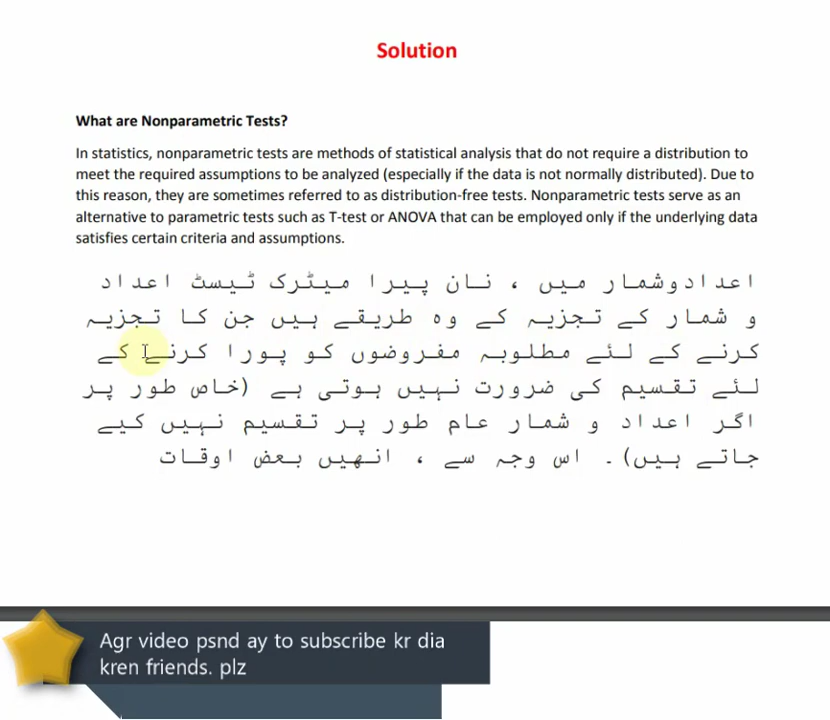 Solution
What are Nonparametric Tests?
In statistics, nonparametric tests are methods of statistical analysis that do not require a distribution to
meet the required assumptions to be analyzed (especially if the data is not normally distributed). Due to
this reason, they are sometimes referred to as distribution-free tests. Nonparametric tests serve as an
alternative to parametric tests such as T-test or ANOVA that can be employed only if the underlying data
satisfies certain criteria and assumptions.
اعدادوشمار میں ، نان پیرا میٹرک ٹیسٹ اعداد
و شمار کے تجزیہ کے وہ طریقے ہیں جن کا تجزیہ
کرنے کے لئے مطلوبہ مفروضوں کو پورا کرنے کے
لئے تقسیم کی ضرورت نہیں ہوتی ہے (خاص طور پر
اگر اعداد و شمار عام طور پر تقسیم نہیں کیے
جاتے ہیں)۔ اس وجہ سے ، انھیں بعض اوقات
Agr video psnd ay to subscribe kr dia
kren friends. plz